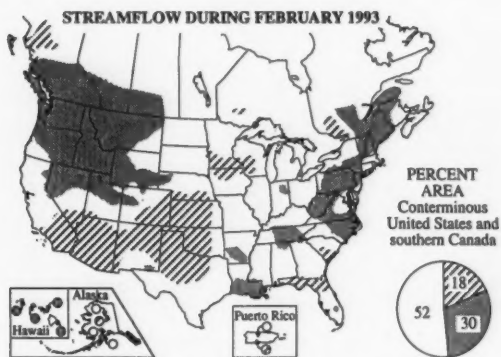 STREAMFLOW DURING FEBRUARY 1993
PERCENT
AREA
Conterminous
United States and
southern Canada
Alaska
Hawaii
Puerto Rico
18
52
30